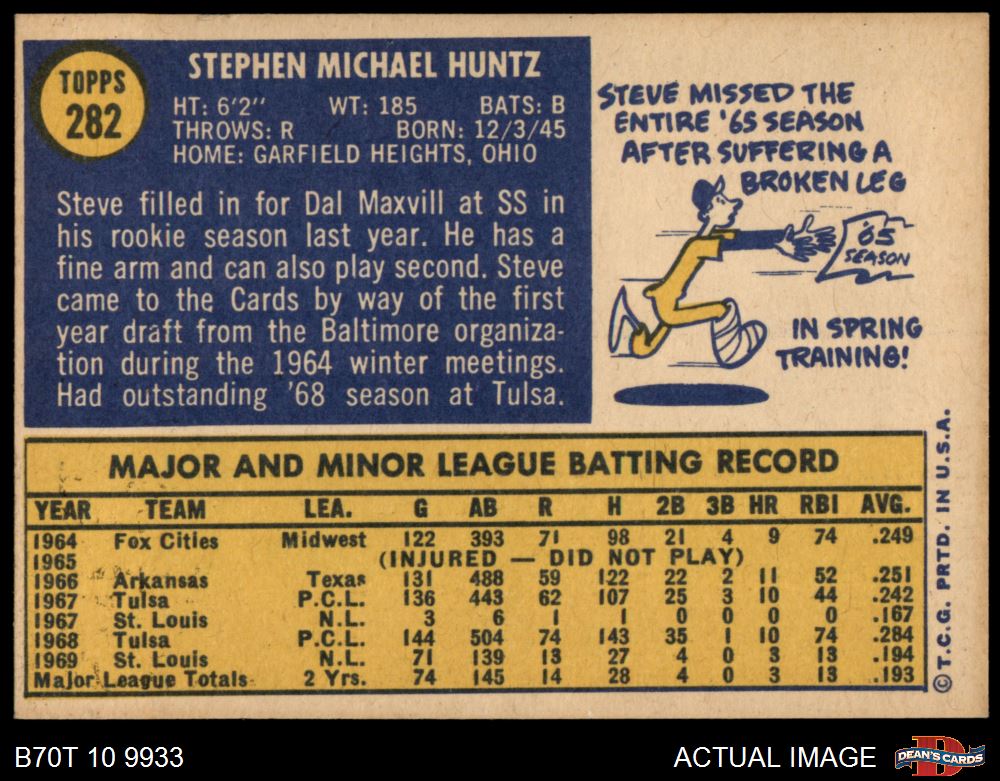 TOPPS
282
STEPHEN MICHAEL HUNTZ
HT: 6'2" WT: 185 BATS: B
THROWS: R BORN: 12/3/45
HOME: GARFIELD HEIGHTS, OHIO
Steve filled in for Dal Maxvill at SS in
his rookie season last year. He has a
fine arm and can also play second. Steve
came to the Cards by way of the first
year draft from the Baltimore organiza-
tion during the 1964 winter meetings.
Had outstanding '68 season at Tulsa.
STEVE MISSED THE
ENTIRE '65 SEASON
AFTER SUFFERING A
BROKEN LEG
'65
SEASON
IN SPRING
TRAINING!
MAJOR AND MINOR LEAGUE BATTING RECORD
YEAR TEAM LEA. G AB R H 2B 3B HR RBI AVG.
1964 Fox Cities Midwest 122 393 71 98 21 4 9 74 .249
1965 (INJURED — DID NOT PLAY)
1966 Arkansas Texas 131 488 59 122 22 2 11 52 .251
1967 Tulsa P.C.L. 136 443 62 107 25 3 10 44 .242
1967 St. Louis N.L. 3 6 1 1 0 0 0 0 .167
1968 Tulsa P.C.L. 144 504 74 143 35 1 10 74 .284
1969 St. Louis N.L. 71 139 13 27 4 0 3 13 .194
Major League Totals 2 Yrs. 74 145 14 28 4 0 3 13 .193
© T.C.G. PRTD. IN U.S.A.
B70T 10 9933
ACTUAL IMAGE
D
DEAN'S CARDS